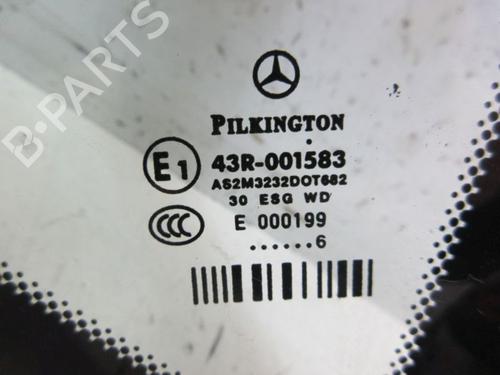 PILKINGTON
E1
43R-001583
AS2M3232DOT682
30 ESG WD
CCC
E 000199
......6
B-PARTS